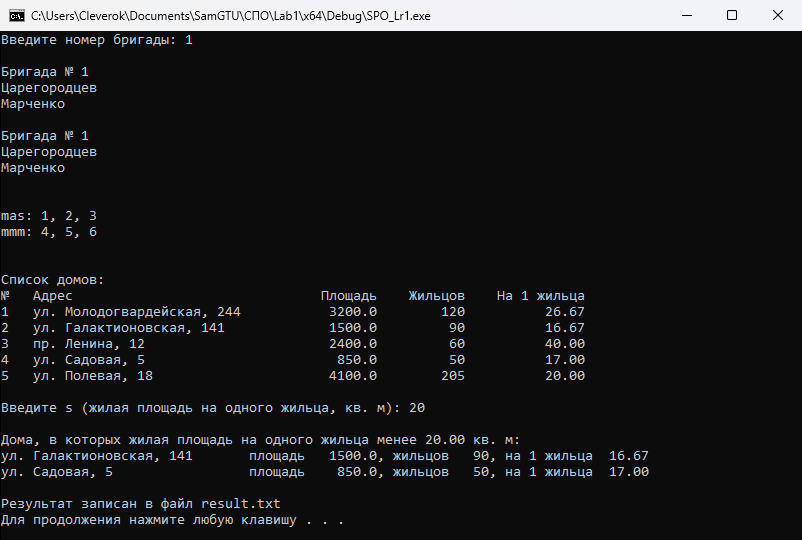 C:\Users\Cleverok\Documents\SamGTU\СПО\Lab1\x64\Debug\SPO_Lr1.exe
Введите номер бригады: 1
Бригада № 1
Царегородцев
Марченко
Бригада № 1
Царегородцев
Марченко
mas: 1, 2, 3
mmm: 4, 5, 6
Список домов:
№ Адрес Площадь Жильцов На 1 жильца
1 ул. Молодогвардейская, 244 3200.0 120 26.67
2 ул. Галактионовская, 141 1500.0 90 16.67
3 пр. Ленина, 12 2400.0 60 40.00
4 ул. Садовая, 5 850.0 50 17.00
5 ул. Полевая, 18 4100.0 205 20.00
Введите s (жилая площадь на одного жильца, кв. м): 20
Дома, в которых жилая площадь на одного жильца менее 20.00 кв. м:
ул. Галактионовская, 141 площадь 1500.0, жильцов 90, на 1 жильца 16.67
ул. Садовая, 5 площадь 850.0, жильцов 50, на 1 жильца 17.00
Результат записан в файл result.txt
Для продолжения нажмите любую клавишу . . .